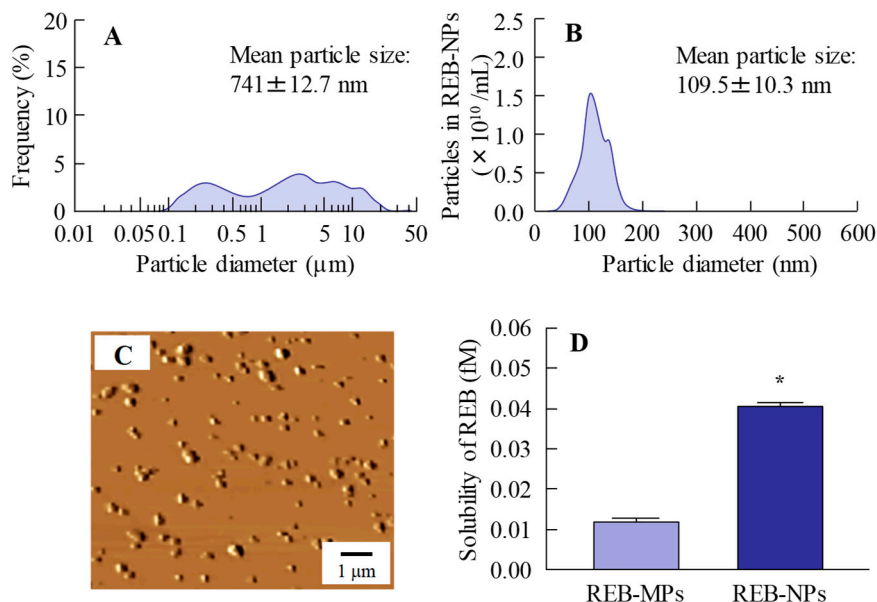 A
Mean particle size:
741±12.7 nm
Frequency (%)
20
15
10
5
0
0.01
0.05
0.1
0.5
1
5
10
50
Particle diameter (μm)
B
Mean particle size:
109.5±10.3 nm
Particles in REB-NPs
(×10¹⁰/mL)
2.5
2.0
1.5
1.0
0.5
0.0
0
100
200
300
400
500
600
Particle diameter (nm)
C
1 μm
D
Solubility of REB (fM)
0.06
0.05
0.04
0.03
0.02
0.01
0.00
*
REB-MPs
REB-NPs